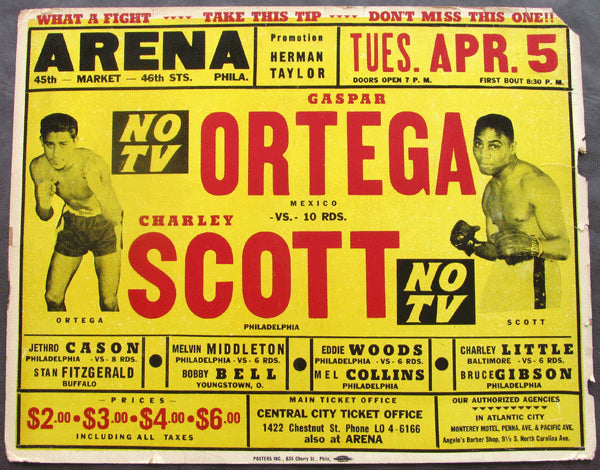 WHAT A FIGHT TAKE THIS TIP DON'T MISS THIS ONE!!
ARENA
45th — MARKET — 46th STS. PHILA.
Promotion
HERMAN
TAYLOR
TUES. APR. 5
DOORS OPEN 7 P. M. FIRST BOUT 8:30 P. M.
GASPAR
NO
TV
ORTEGA
MEXICO
-VS.- 10 RDS.
CHARLEY
SCOTT
NO
TV
PHILADELPHIA
ORTEGA
SCOTT
JETHRO CASON
PHILADELPHIA -VS- 8 RDS.
STAN FITZGERALD
BUFFALO
MELVIN MIDDLETON
PHILADELPHIA -VS- 6 RDS.
BOBBY BELL
YOUNGSTOWN, O.
EDDIE WOODS
PHILADELPHIA -VS- 6 RDS.
MEL COLLINS
PHILADELPHIA
CHARLEY LITTLE
BALTIMORE -VS- 6 RDS.
BRUCE GIBSON
PHILADELPHIA
— PRICES —
$2.00 • $3.00 • $4.00 • $6.00
INCLUDING ALL TAXES
MAIN TICKET OFFICE
CENTRAL CITY TICKET OFFICE
1422 Chestnut St. Phone LO 4-6166
also at ARENA
OUR AUTHORIZED AGENCIES
IN ATLANTIC CITY
MONTEREY MOTEL, PENNA. AVE. & PACIFIC AVE.
Angelo's Barber Shop, 9½ S. North Carolina Ave.
POSTERS INC., 835 Cherry St., Phila.